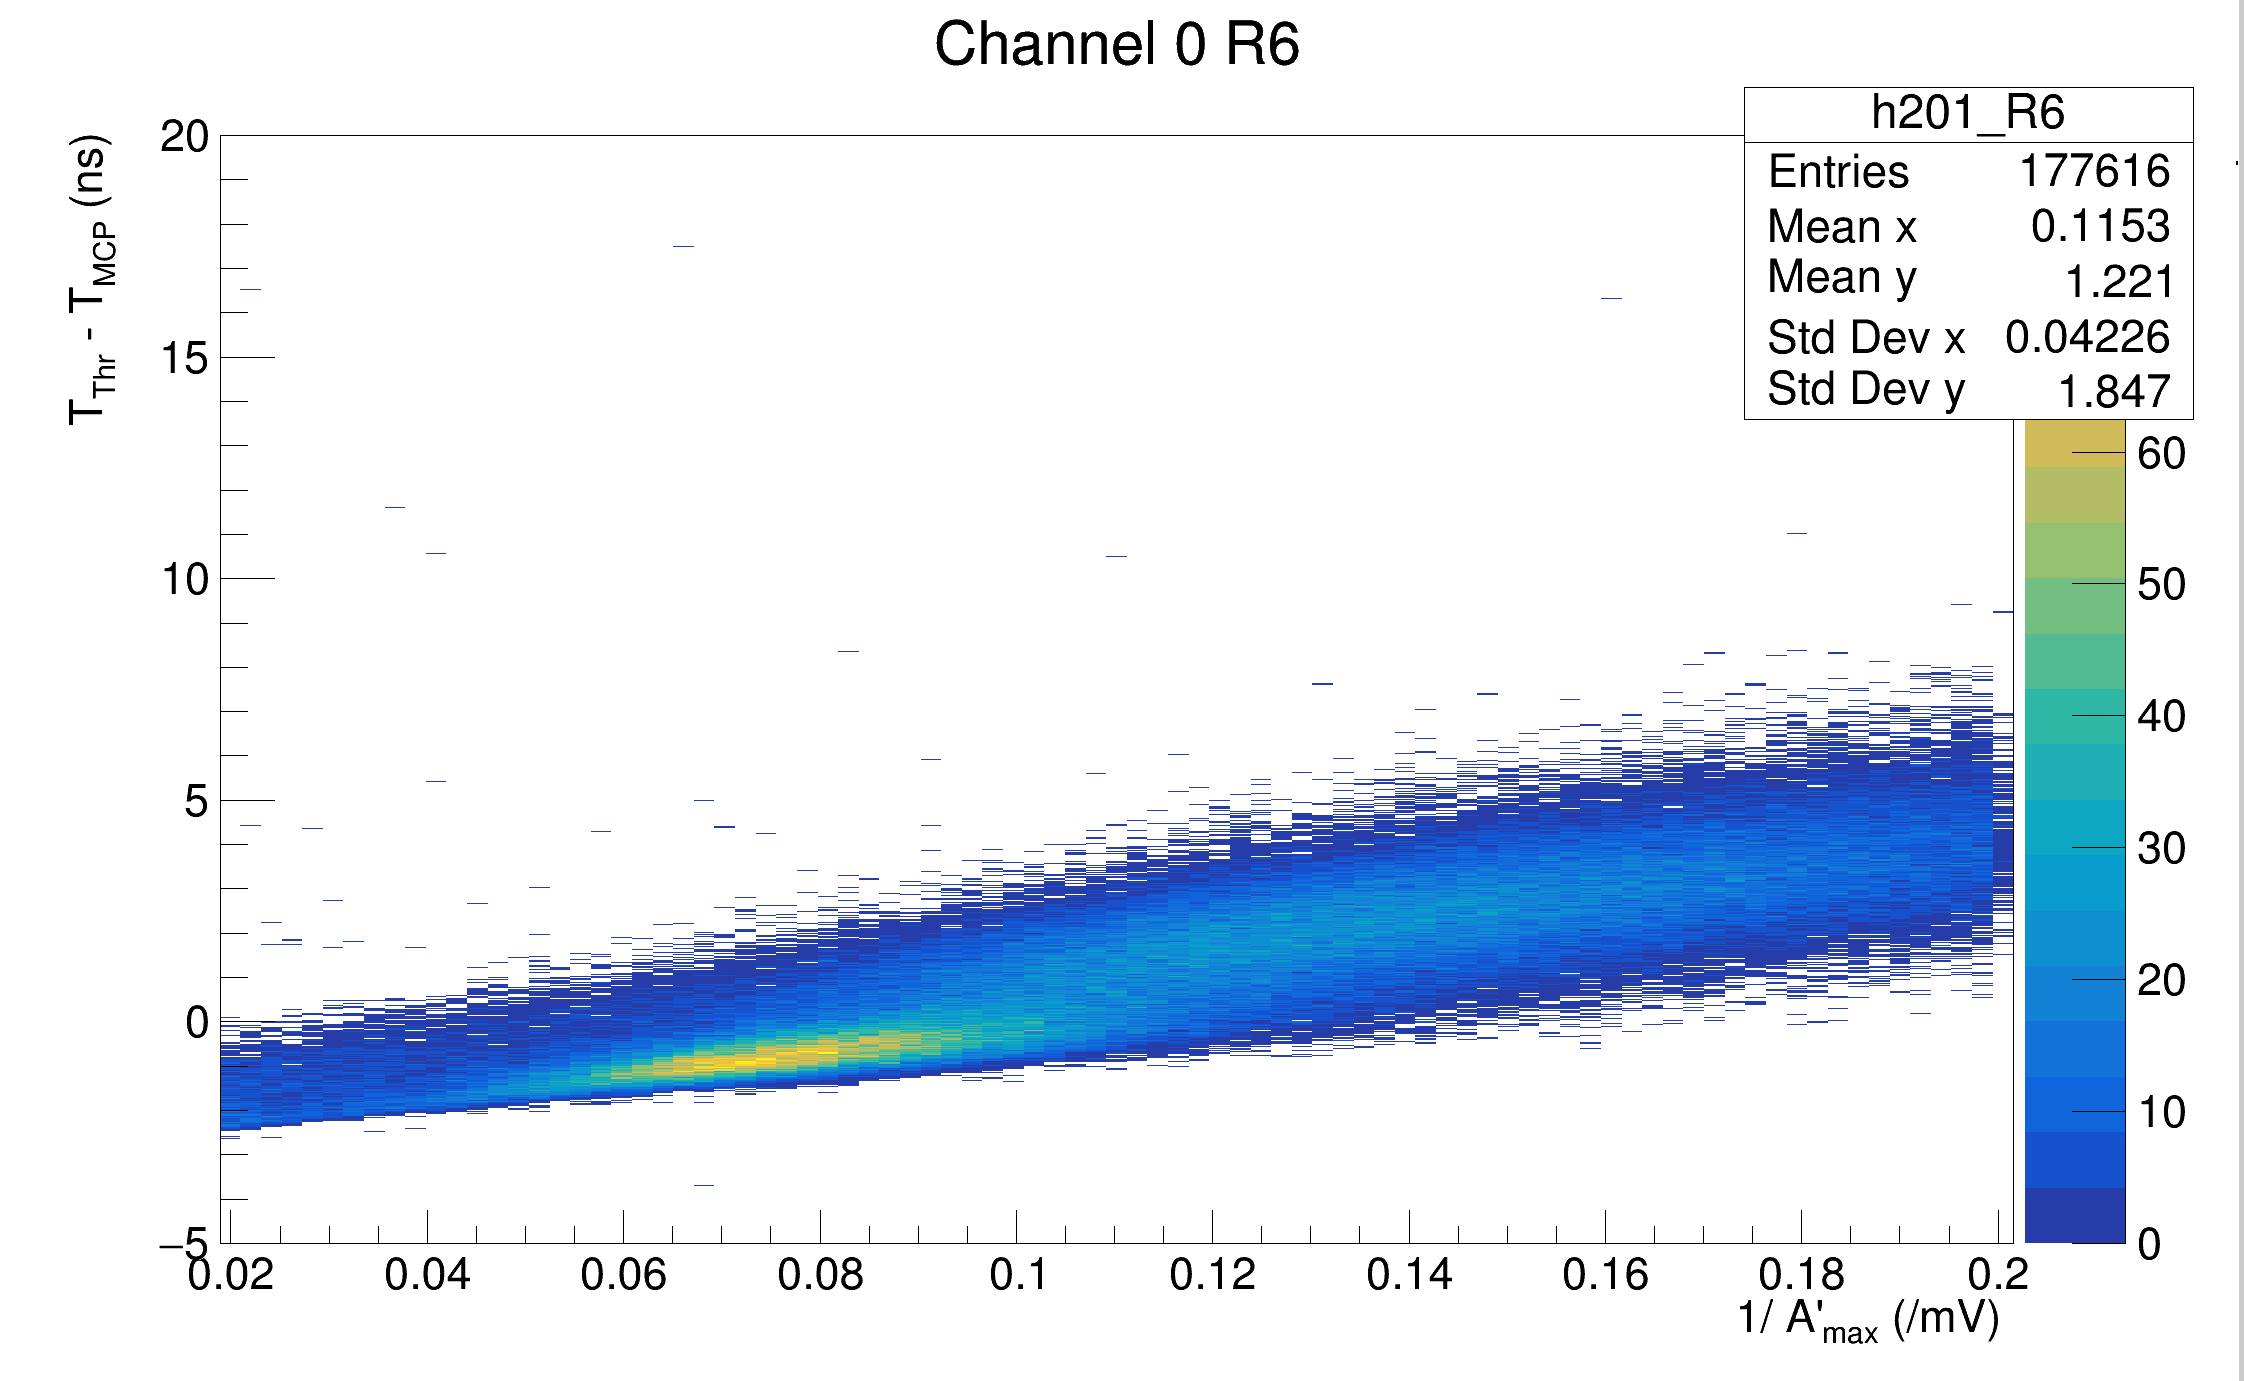 Channel 0 R6
h201_R6
Entries 177616
Mean x 0.1153
Mean y 1.221
Std Dev x 0.04226
Std Dev y 1.847
T_Thr - T_MCP (ns)
20
15
10
5
0
−5
0.02 0.04 0.06 0.08 0.1 0.12 0.14 0.16 0.18 0.2
1/ A'_max (/mV)
60
50
40
30
20
10
0